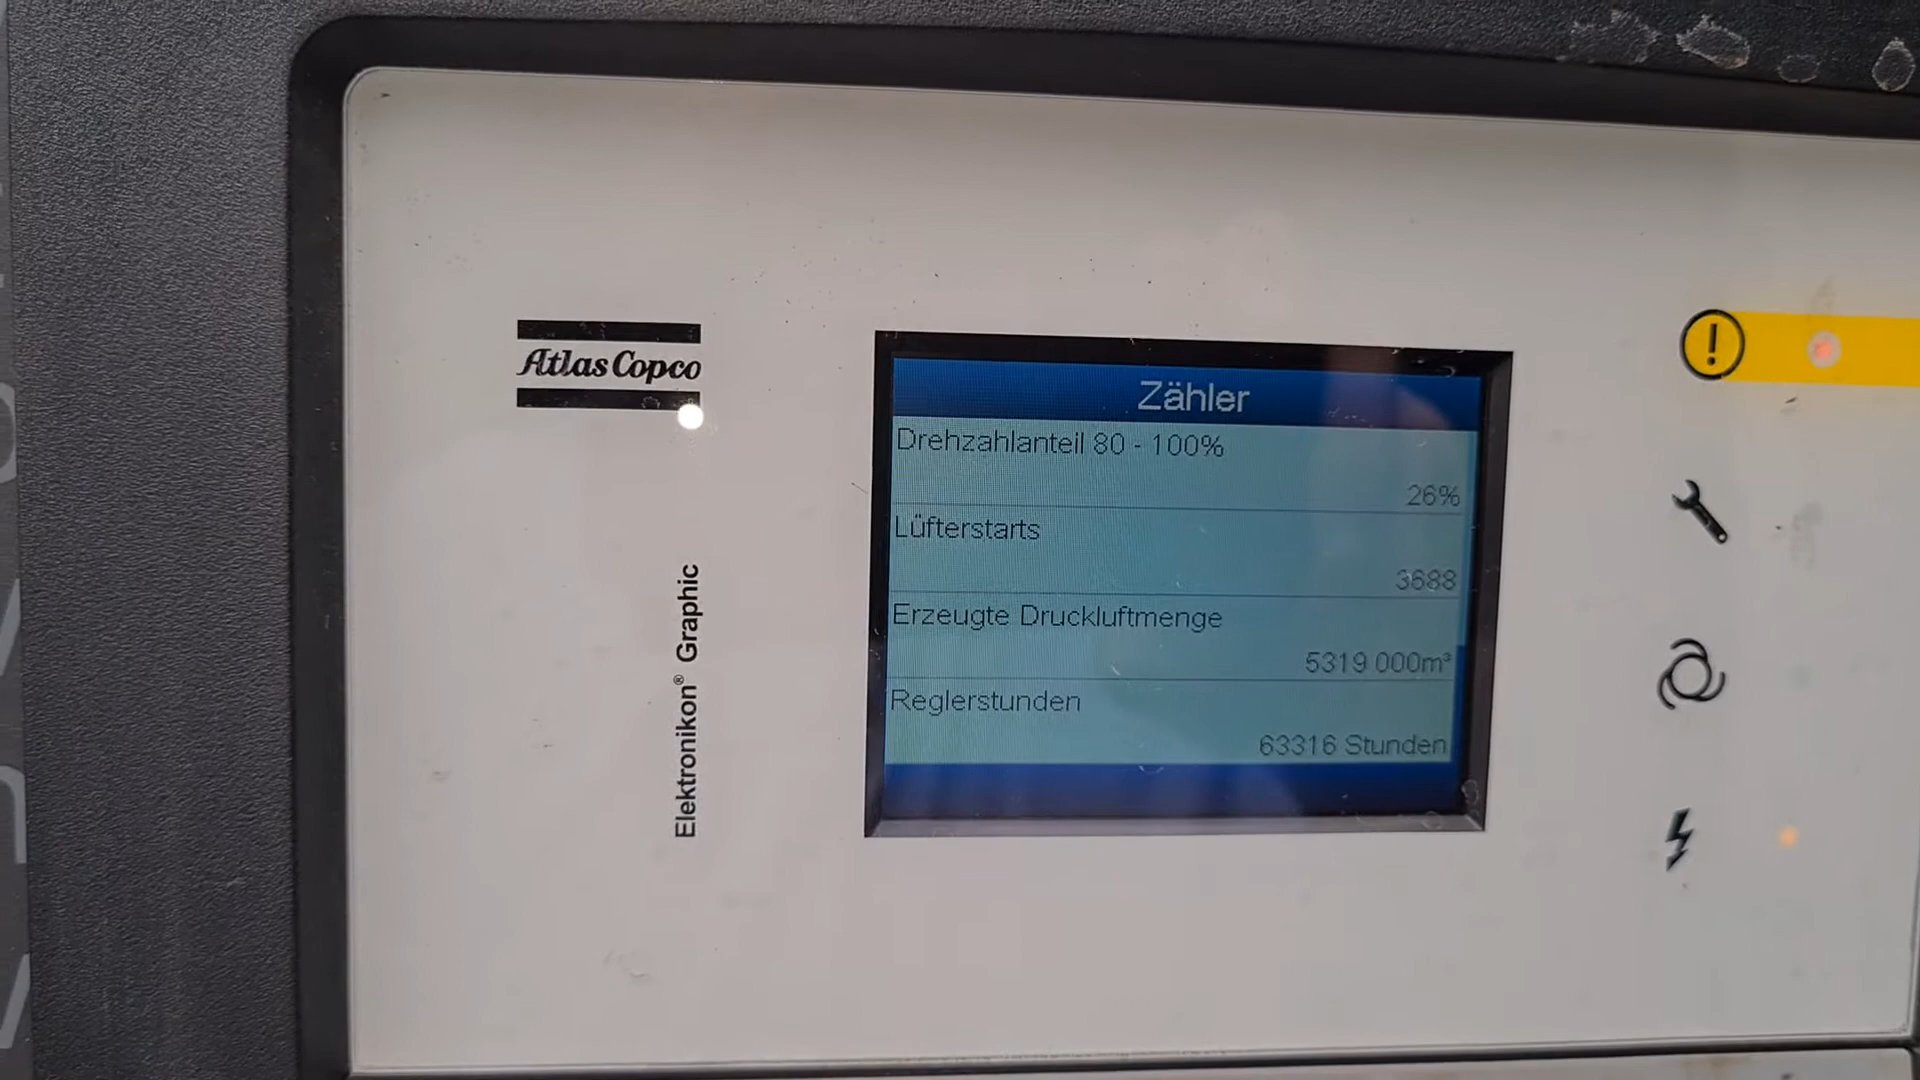 Atlas Copco
Elektronikon® Graphic
Zähler
Drehzahlanteil 80 - 100%
26%
Lüfterstarts
3688
Erzeugte Druckluftmenge
5319 000m³
Reglerstunden
63316 Stunden